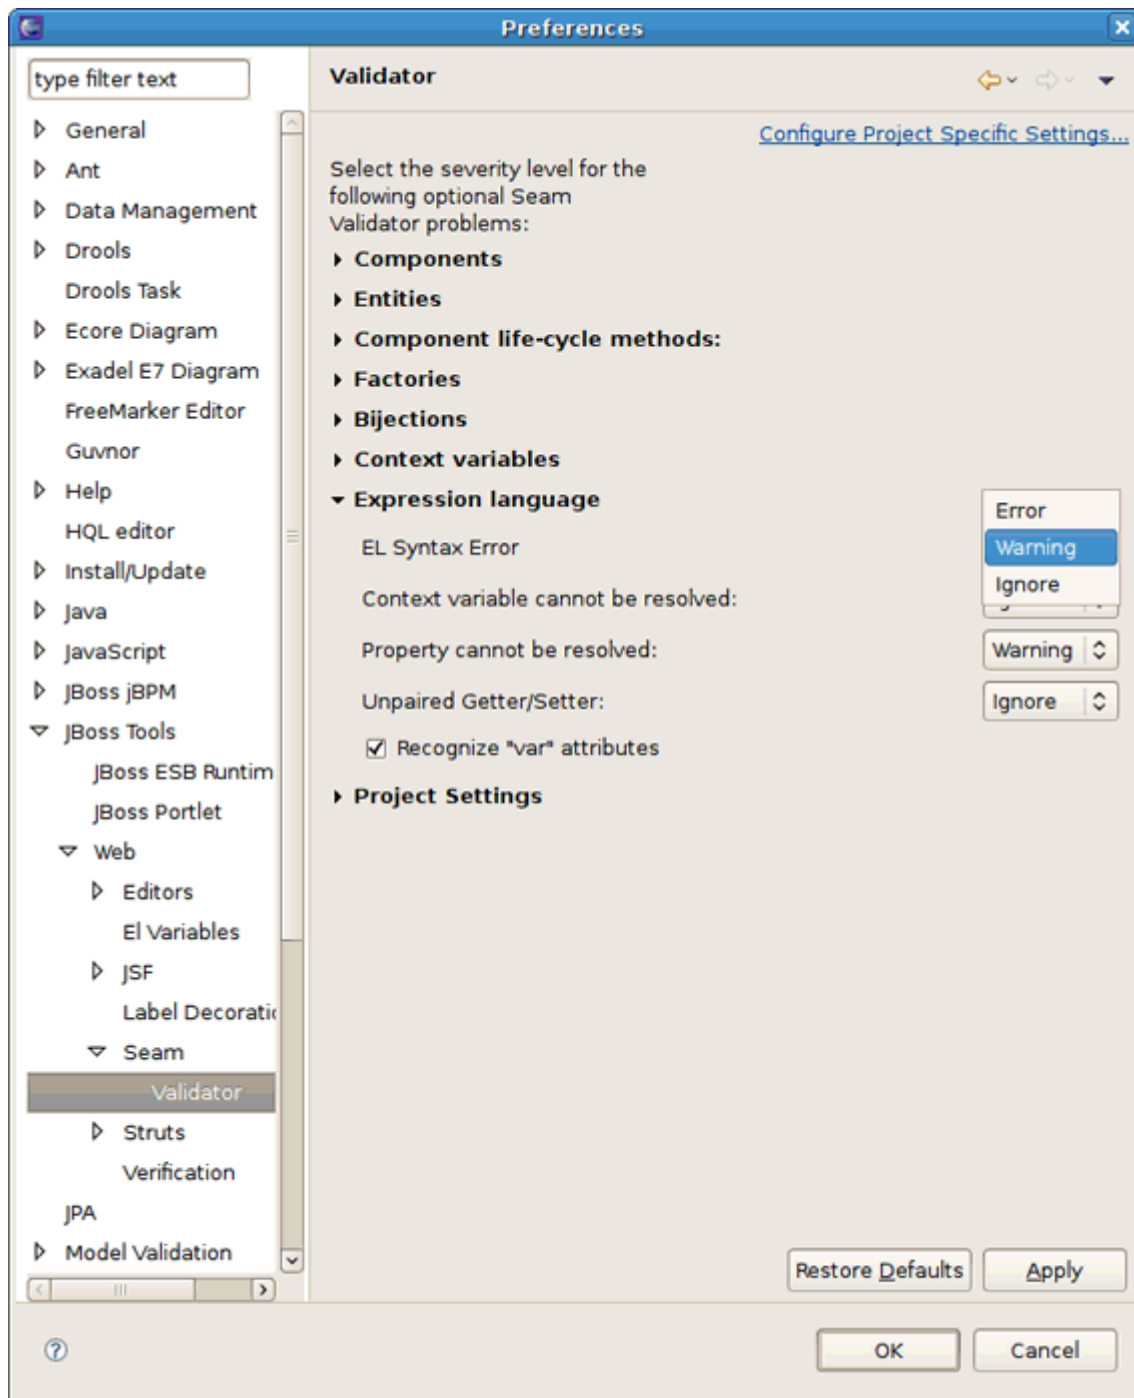 Preferences
type filter text
General
Ant
Data Management
Drools
Drools Task
Ecore Diagram
Exadel E7 Diagram
FreeMarker Editor
Guvnor
Help
HQL editor
Install/Update
Java
JavaScript
JBoss jBPM
JBoss Tools
JBoss ESB Runtim
JBoss Portlet
Web
Editors
El Variables
JSF
Label Decoratio
Seam
Validator
Struts
Verification
JPA
Model Validation
Validator
Configure Project Specific Settings...
Select the severity level for the
following optional Seam
Validator problems:
Components
Entities
Component life-cycle methods:
Factories
Bijections
Context variables
Expression language
EL Syntax Error
Error
Warning
Ignore
Context variable cannot be resolved:
Property cannot be resolved: Warning
Unpaired Getter/Setter: Ignore
Recognize "var" attributes
Project Settings
Restore Defaults Apply
OK Cancel